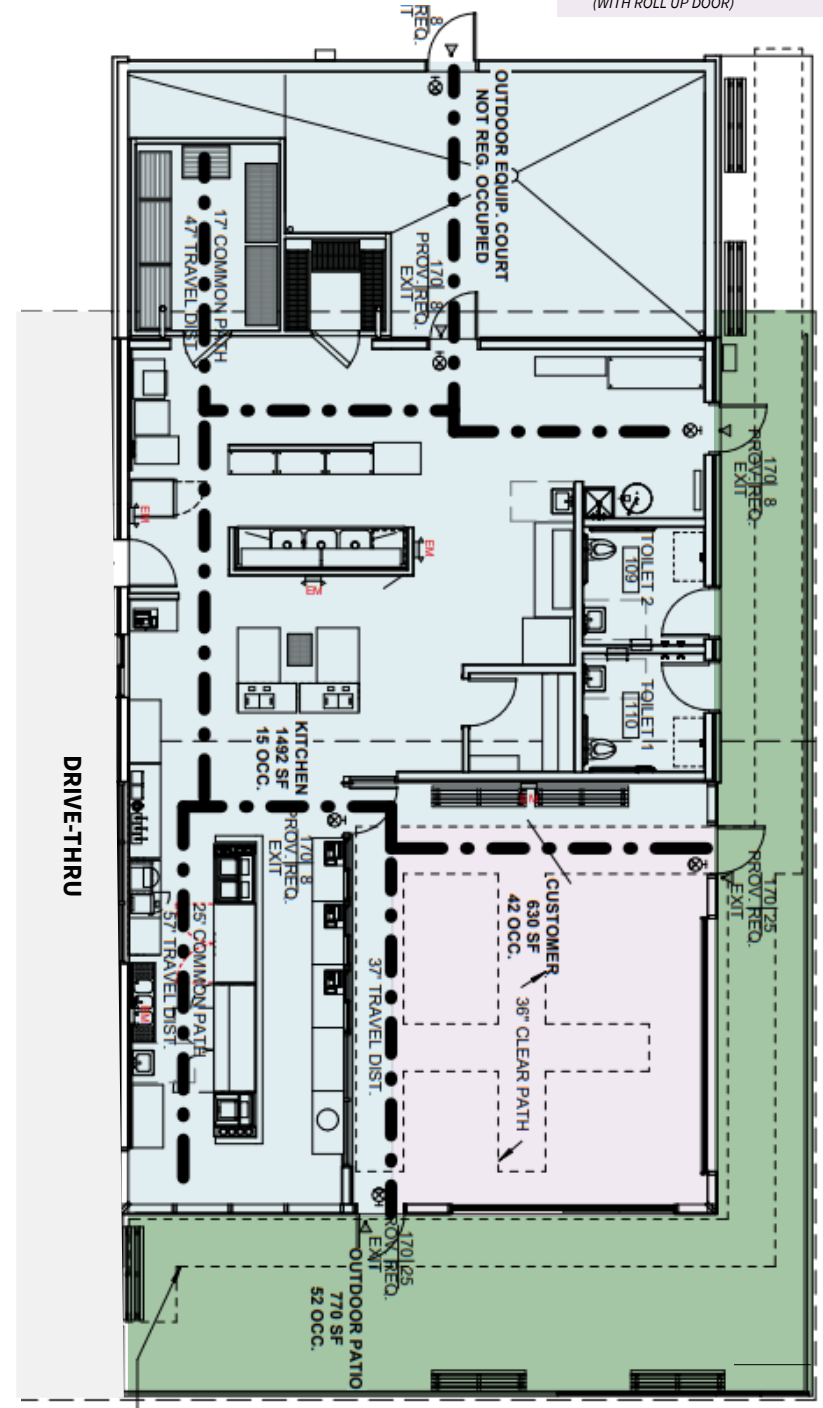 (WITH ROLL UP DOOR)
8
REQ.
OUTDOOR EQUIP. COURT
NOT REG. OCCUPIED
17' COMMON PATH
47' TRAVEL DIST.
170 | 8
PROV. | REQ.
EXIT
170 | 8
PROV. | REQ.
EXIT
EM
EM
EM
TOILET 2
109
TOILET 1
110
KITCHEN
1492 SF
15 OCC.
170 | 8
PROV. | REQ.
EXIT
DRIVE-THRU
CUSTOMER
630 SF
42 OCC.
170 | 25
PROV. | REQ.
EXIT
25' COMMON PATH
57' TRAVEL DIST.
37' TRAVEL DIST.
36" CLEAR PATH
EM
170 | 25
REQ.
EXIT
OUTDOOR PATIO
770 SF
52 OCC.